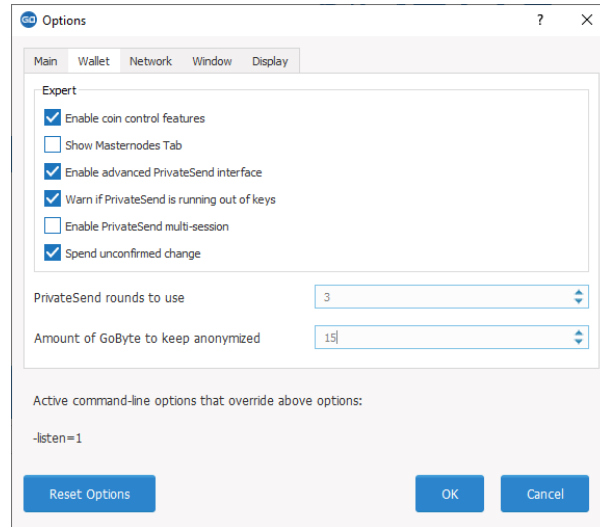 GO Options ? ×
Main Wallet Network Window Display
Expert
Enable coin control features
Show Masternodes Tab
Enable advanced PrivateSend interface
Warn if PrivateSend is running out of keys
Enable PrivateSend multi-session
Spend unconfirmed change
PrivateSend rounds to use 3
Amount of GoByte to keep anonymized 15
Active command-line options that override above options:
-listen=1
Reset Options OK Cancel